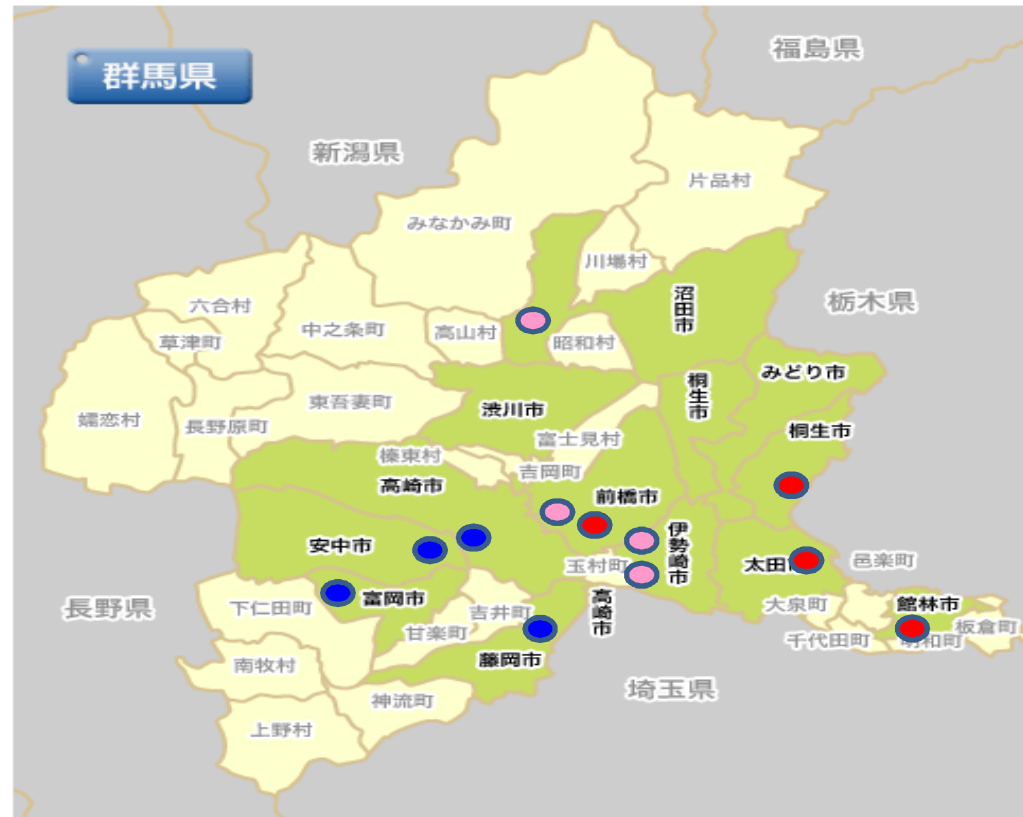 群馬県
福島県
新潟県
片品村
みなかみ町
川場村
沼田市
栃木県
六合村
草津町
中之条町
高山村
昭和村
みどり市
桐生市
東吾妻町
渋川市
嬬恋村
長野原町
富士見村
桐生市
榛東村
吉岡町
高崎市
前橋市
伊勢崎市
安中市
玉村町
太田
邑楽町
長野県
下仁田町
富岡市
吉井町
高崎市
大泉町
館林市
甘楽町
千代田町
明和町
板倉町
藤岡市
南牧村
埼玉県
神流町
上野村